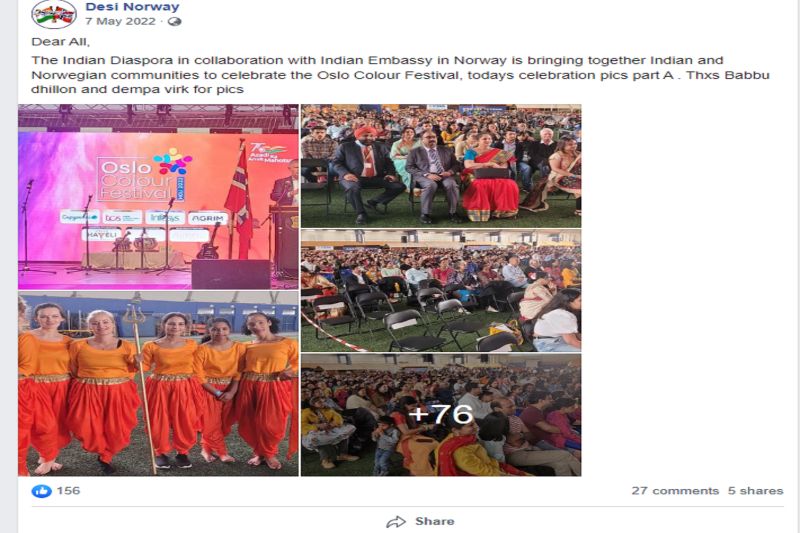 Desi Norway
7 May 2022 ·
Dear All,
The Indian Diaspora in collaboration with Indian Embassy in Norway is bringing together Indian and
Norwegian communities to celebrate the Oslo Colour Festival, todays celebration pics part A . Thxs Babbu
dhillon and dempa virk for pics
Oslo
Colour
Festival
Azadi Ka
Amrit Mahotsav
Capgemini
tcs
Infosys
AGRIM
HAVELI
+76
156
27 comments 5 shares
Share